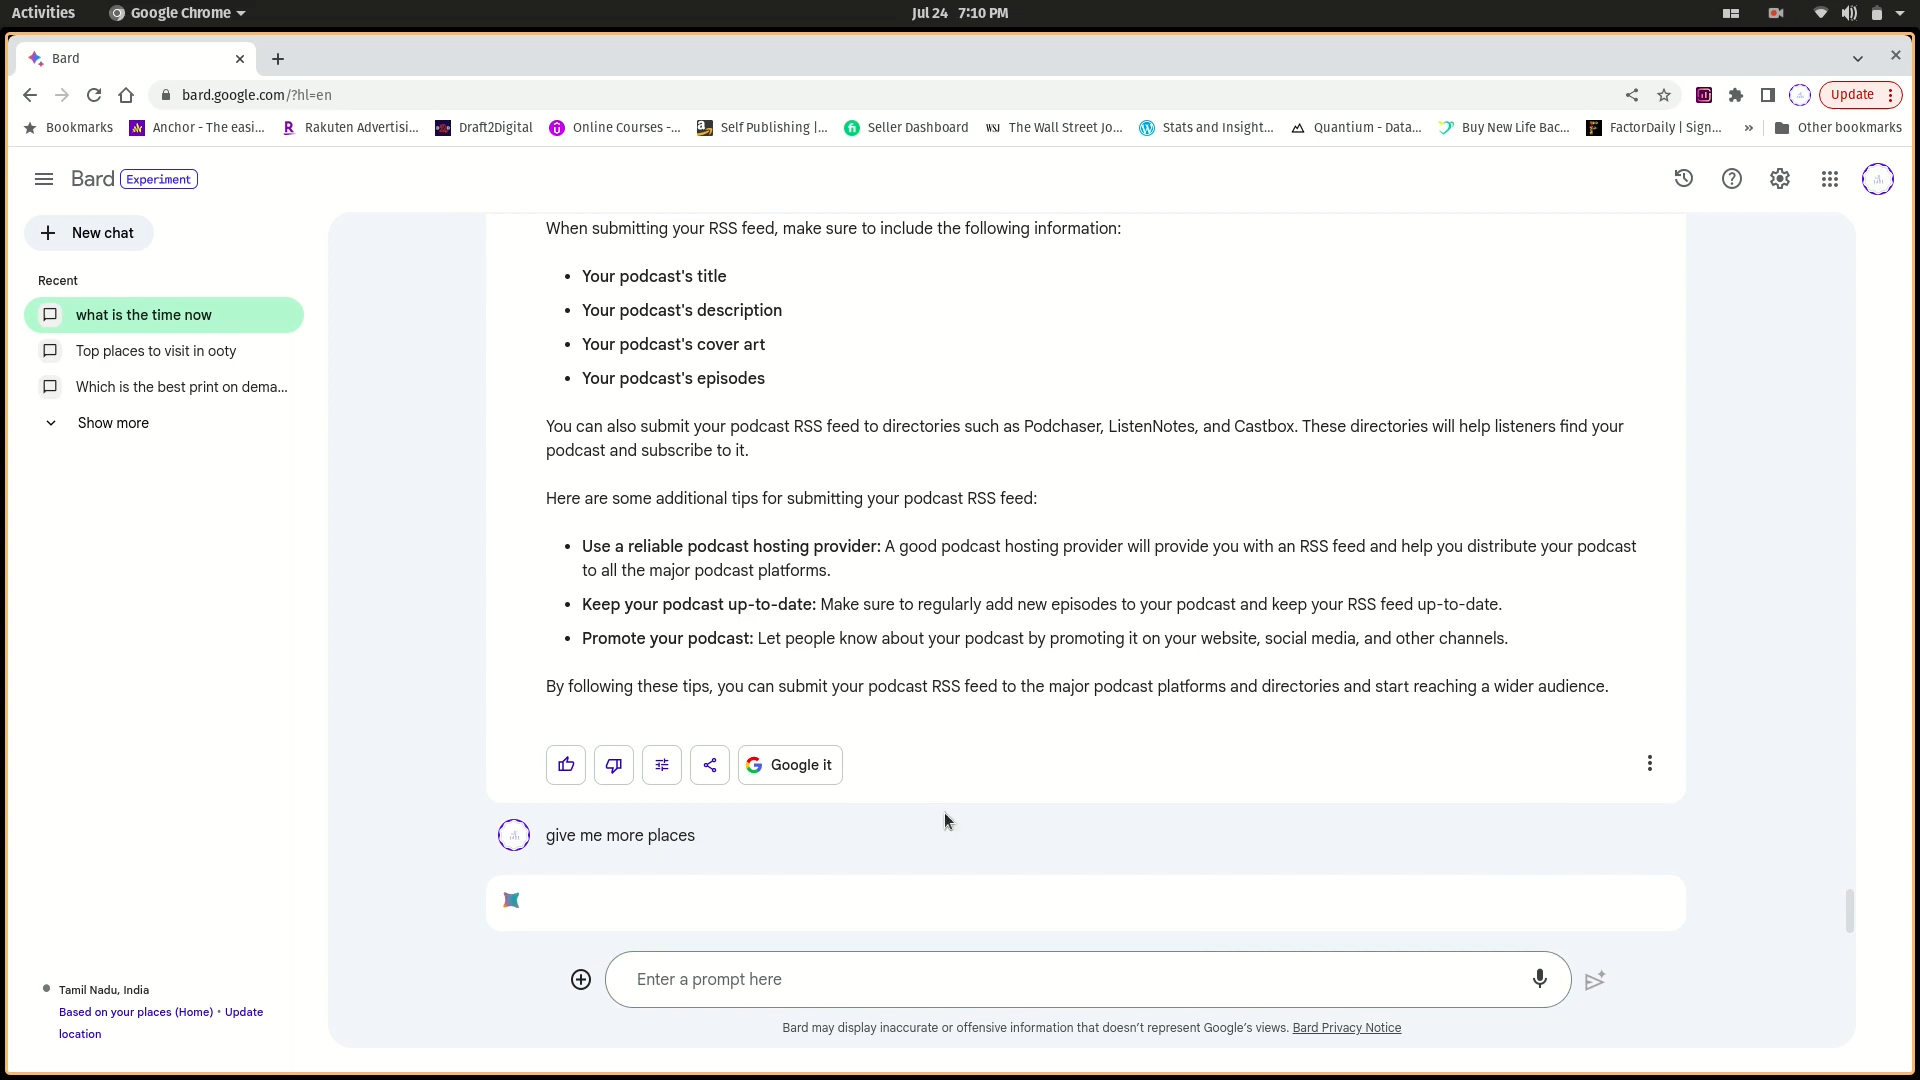 Activities
Google Chrome
Jul 24 7:10 PM
Bard
bard.google.com/?hl=en
Update
Bookmarks
Anchor - The easi...
Rakuten Advertisi...
Draft2Digital
Online Courses -...
Self Publishing |...
Seller Dashboard
WSJ
The Wall Street Jo...
Stats and Insight...
Quantium - Data...
Buy New Life Bac...
FactorDaily | Sign...
»
Other bookmarks
Bard Experiment
New chat
Recent
what is the time now
Top places to visit in ooty
Which is the best print on dema...
Show more
Tamil Nadu, India
Based on your places (Home) • Update
location
When submitting your RSS feed, make sure to include the following information:
• Your podcast's title
• Your podcast's description
• Your podcast's cover art
• Your podcast's episodes
You can also submit your podcast RSS feed to directories such as Podchaser, ListenNotes, and Castbox. These directories will help listeners find your
podcast and subscribe to it.
Here are some additional tips for submitting your podcast RSS feed:
• Use a reliable podcast hosting provider: A good podcast hosting provider will provide you with an RSS feed and help you distribute your podcast
to all the major podcast platforms.
• Keep your podcast up-to-date: Make sure to regularly add new episodes to your podcast and keep your RSS feed up-to-date.
• Promote your podcast: Let people know about your podcast by promoting it on your website, social media, and other channels.
By following these tips, you can submit your podcast RSS feed to the major podcast platforms and directories and start reaching a wider audience.
Google it
give me more places
Enter a prompt here
Bard may display inaccurate or offensive information that doesn't represent Google's views. Bard Privacy Notice